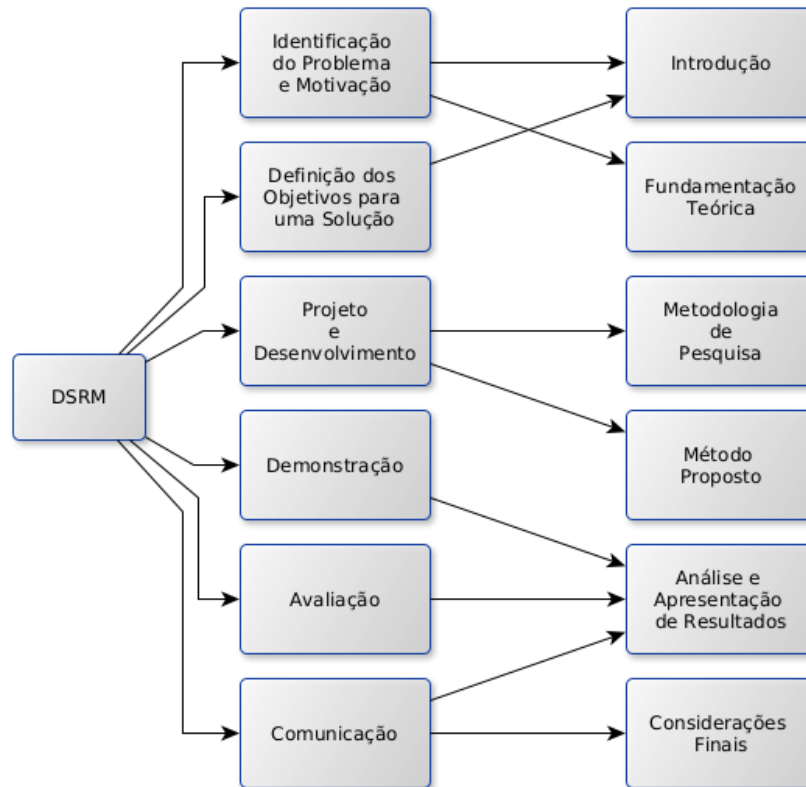 Identificação
do Problema
e Motivação
Introdução
Definição dos
Objetivos para
uma Solução
Fundamentação
Teórica
Projeto
e
Desenvolvimento
Metodologia
de
Pesquisa
DSRM
Demonstração
Método
Proposto
Avaliação
Análise e
Apresentação
de Resultados
Comunicação
Considerações
Finais